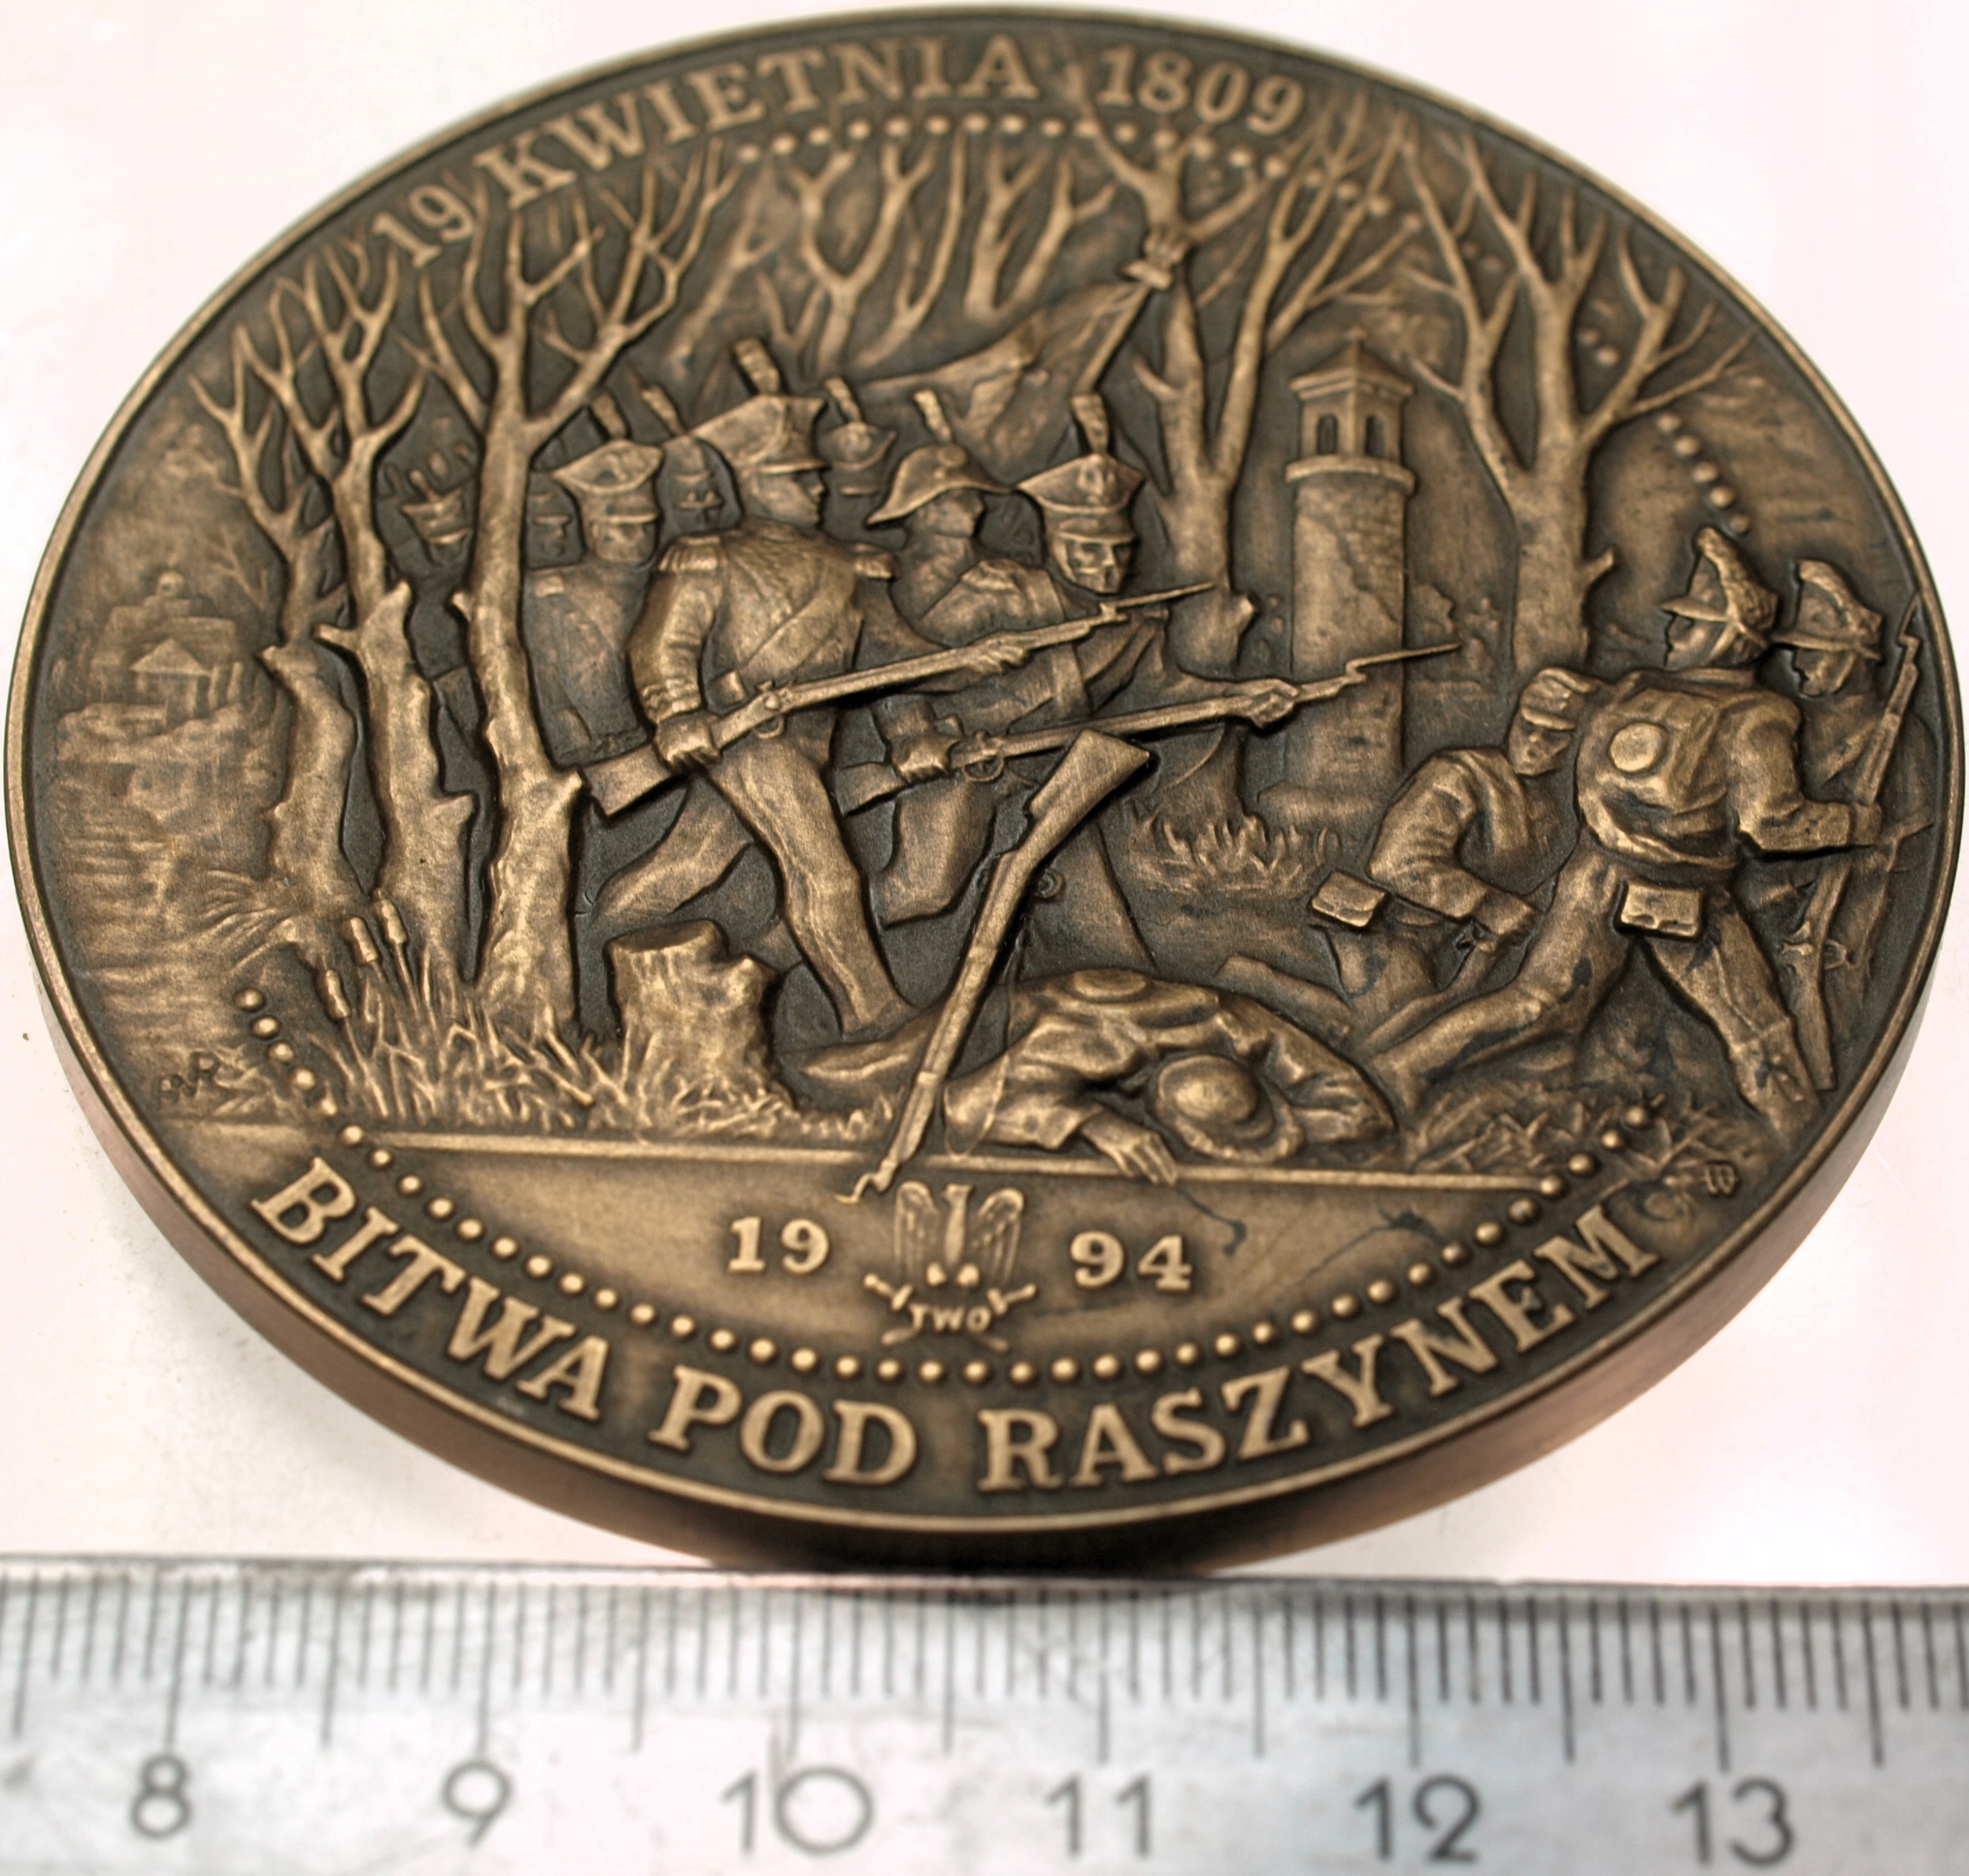 19 KWIETNIA 1809
19 94
TWO
BITWA POD RASZYNEM
8 9 10 11 12 13